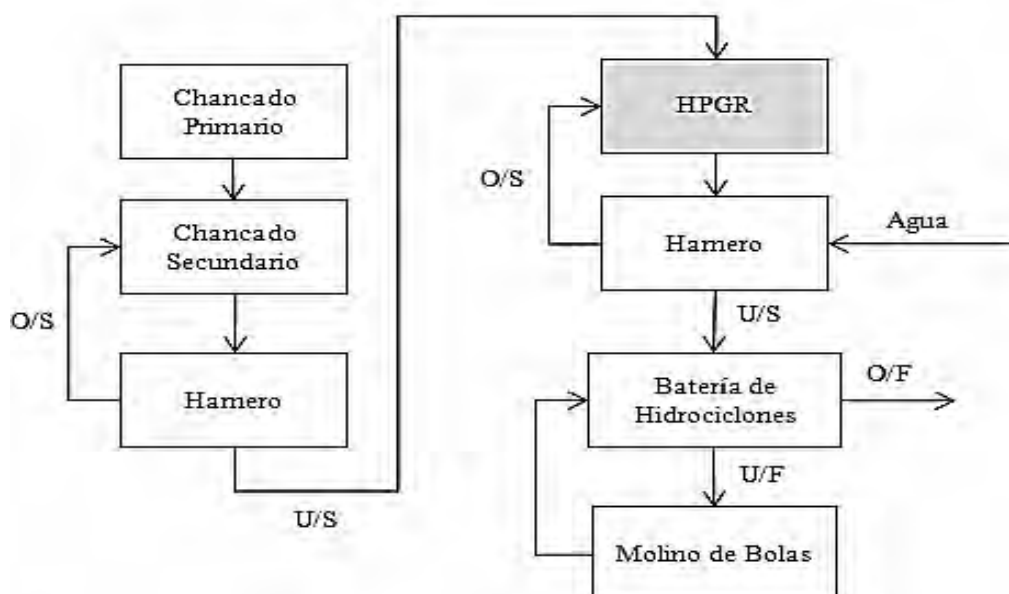 Chancado
Primario
Chancado
Secundario
O/S
Harnero
U/S
HPGR
O/S
Harnero
Agua
U/S
Batería de
Hidrociclones
O/F
U/F
Molino de Bolas